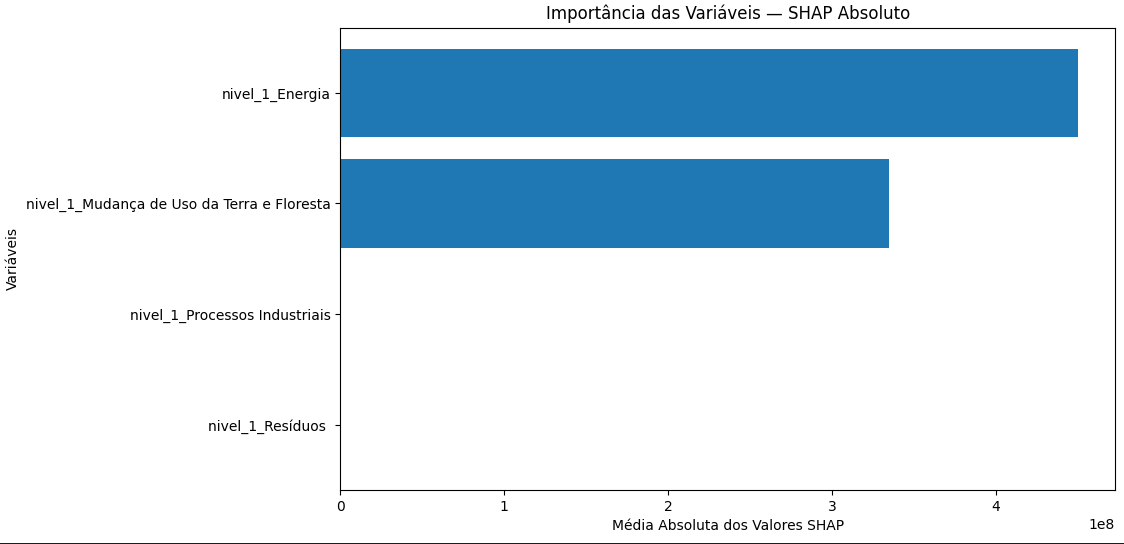 Importância das Variáveis — SHAP Absoluto
Variáveis
nivel_1_Energia
nivel_1_Mudança de Uso da Terra e Floresta
nivel_1_Processos Industriais
nivel_1_Resíduos
0 1 2 3 4
1e8
Média Absoluta dos Valores SHAP